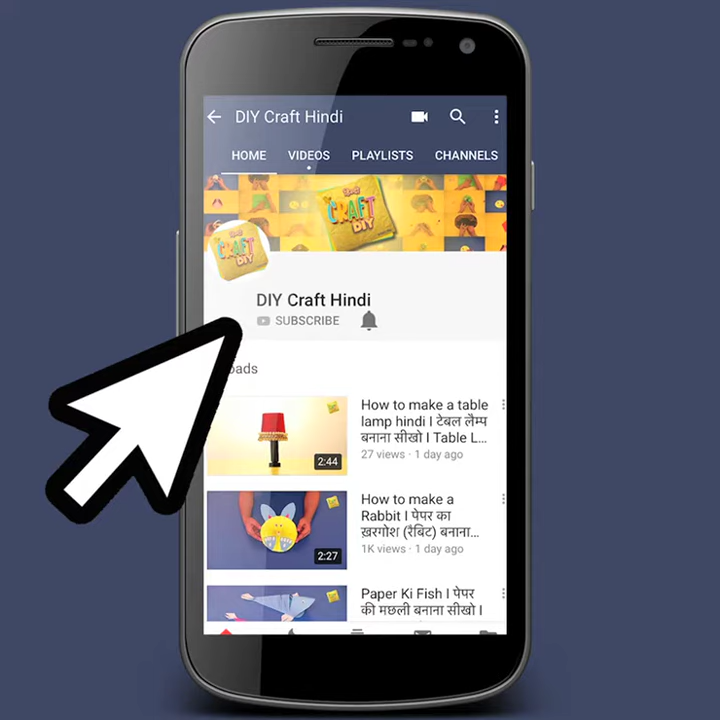 DIY Craft Hindi
HOME VIDEOS PLAYLISTS CHANNELS
CRAFT
DIY
CRAFT
DIY
DIY Craft Hindi
SUBSCRIBE
oads
How to make a table
lamp hindi I टेबल लैम्प
बनाना सीखो I Table L...
27 views · 1 day ago
2:44
How to make a
Rabbit I पेपर का
ख़रगोश (रैबिट) बनाना...
1K views · 1 day ago
2:27
Paper Ki Fish I पेपर
की मछली बनाना सीखो I